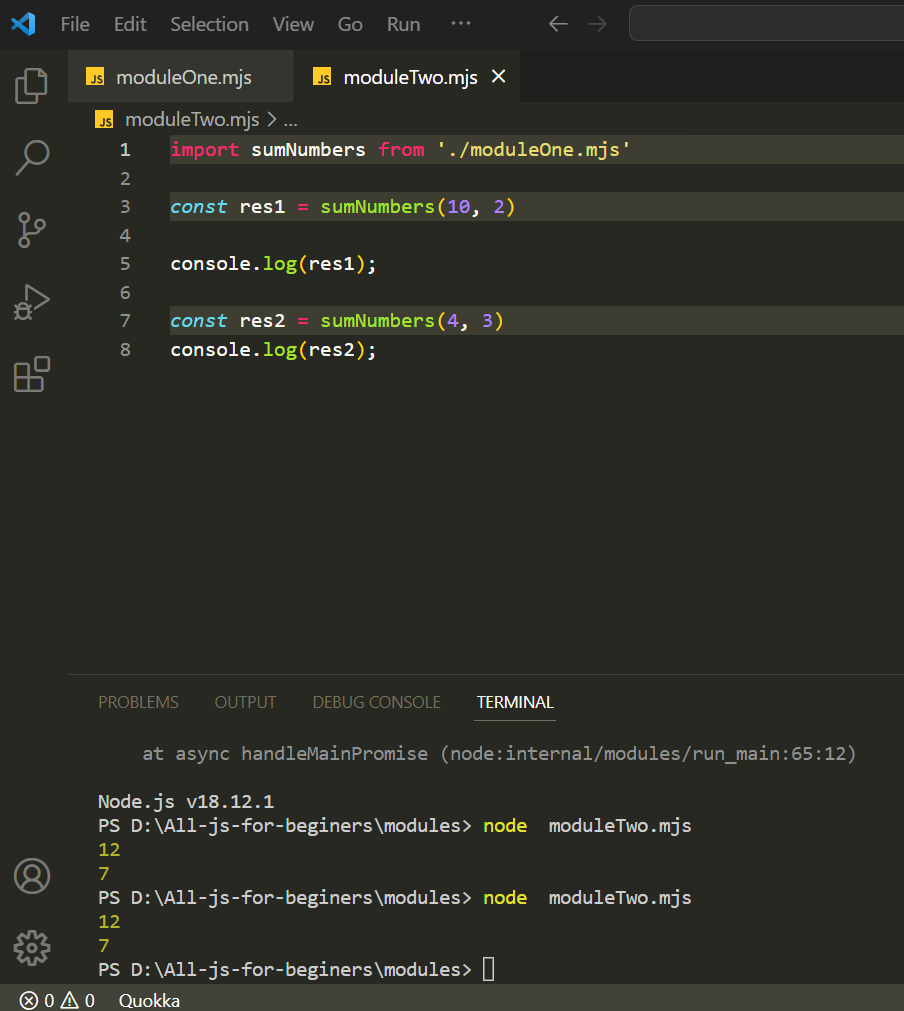 File Edit Selection View Go Run ···
JS moduleOne.mjs JS moduleTwo.mjs
JS moduleTwo.mjs > ...
1 import sumNumbers from './moduleOne.mjs'
2
3 const res1 = sumNumbers(10, 2)
4
5 console.log(res1);
6
7 const res2 = sumNumbers(4, 3)
8 console.log(res2);
PROBLEMS OUTPUT DEBUG CONSOLE TERMINAL
at async handleMainPromise (node:internal/modules/run_main:65:12)
Node.js v18.12.1
PS D:\All-js-for-beginers\modules> node  moduleTwo.mjs
12
7
PS D:\All-js-for-beginers\modules> node  moduleTwo.mjs
12
7
PS D:\All-js-for-beginers\modules>
0 0 Quokka